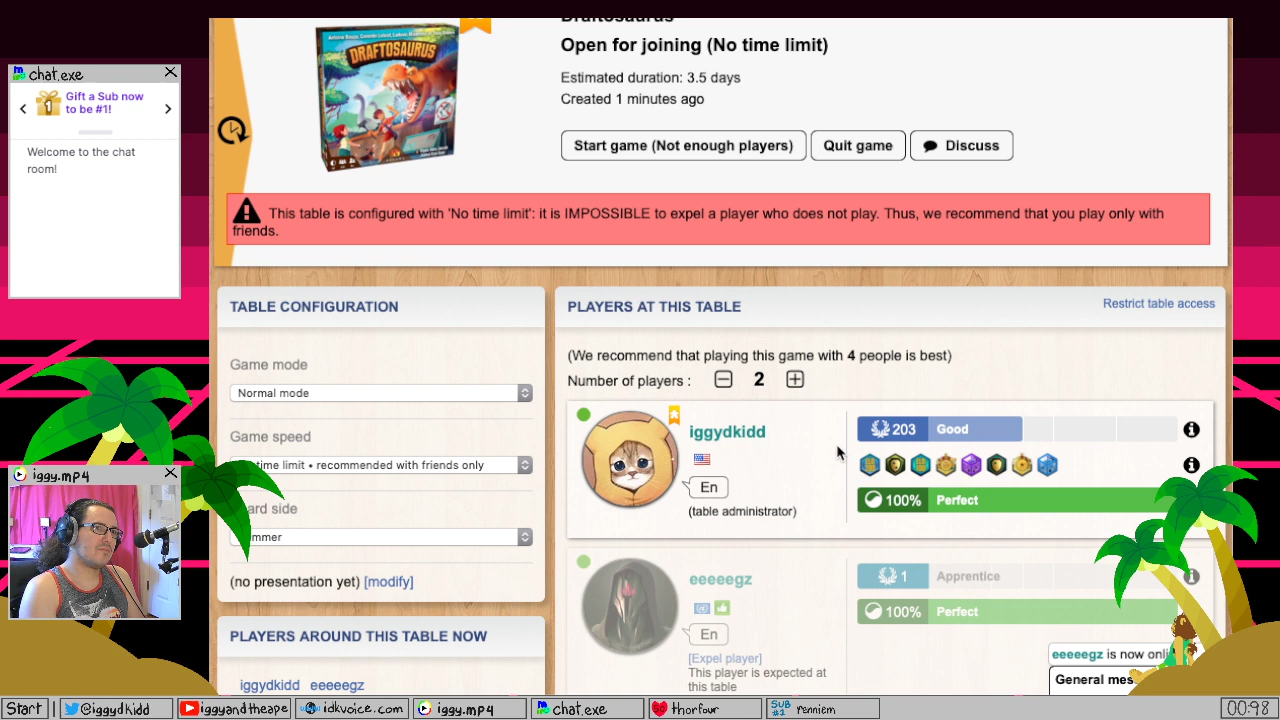 Draftosaurus
Open for joining (No time limit)
Estimated duration: 3.5 days
Created 1 minutes ago
Start game (Not enough players)
Quit game
Discuss
DRAFTOSAURUS
chat.exe
Gift a Sub now
to be #1!
1
Welcome to the chat
room!
This table is configured with 'No time limit': it is IMPOSSIBLE to expel a player who does not play. Thus, we recommend that you play only with
friends.
TABLE CONFIGURATION
Game mode
Normal mode
Game speed
time limit • recommended with friends only
ard side
mmer
(no presentation yet) [modify]
PLAYERS AROUND THIS TABLE NOW
iggydkidd eeeeegz
PLAYERS AT THIS TABLE
Restrict table access
(We recommend that playing this game with 4 people is best)
Number of players : 2
iggydkidd
En
(table administrator)
203 Good
100% Perfect
eeeeegz
En
[Expel player]
This player is expected at
this table
1 Apprentice
100% Perfect
eeeeegz is now onli
General mes
iggy.mp4
Start
@iggydkidd
iggyandtheape
idkvoice.com
iggy.mp4
chat.exe
thorfour
SUB
#1
renniem
00:98